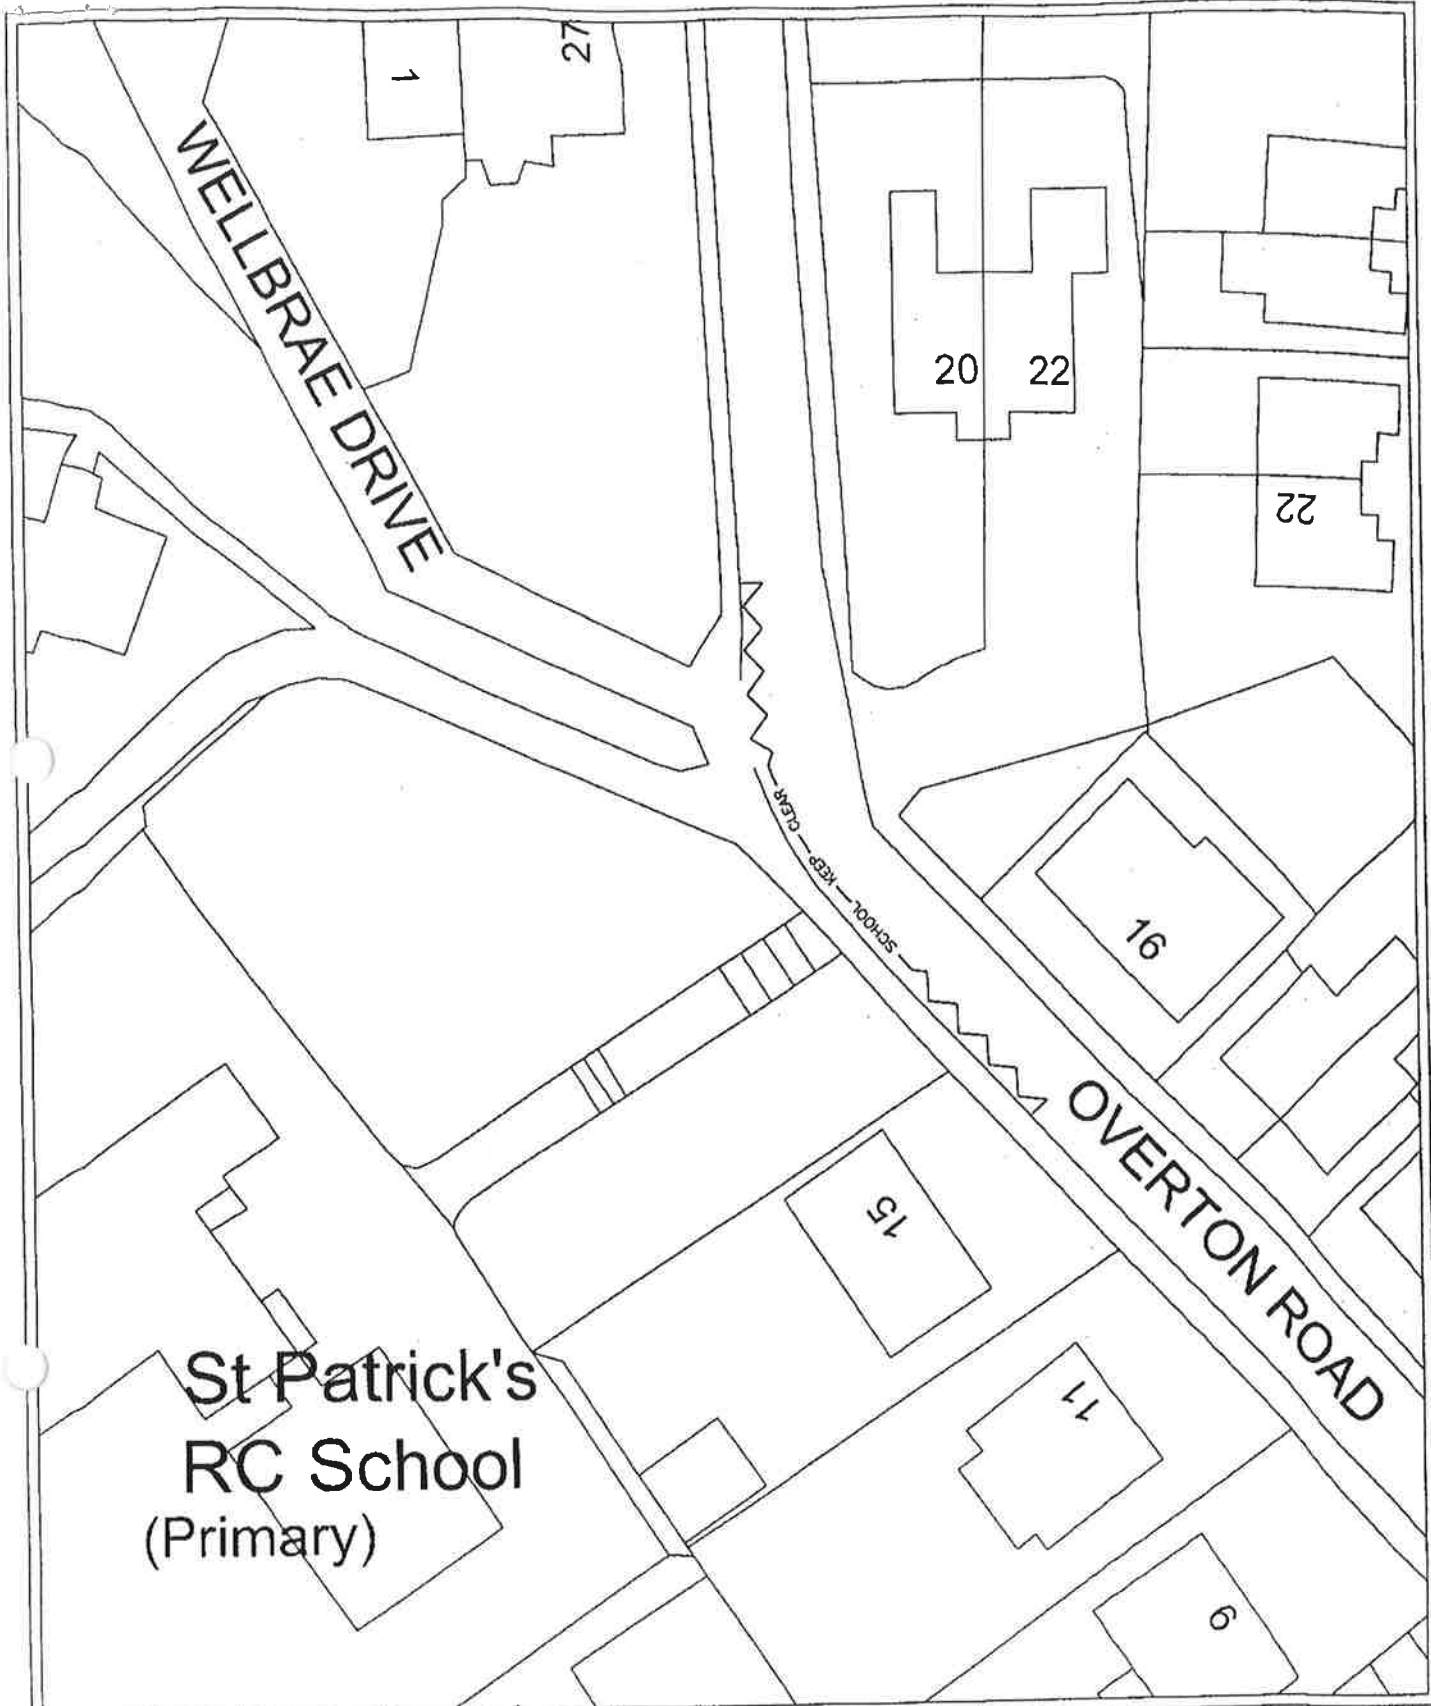 27
1
WELLBRAE DRIVE
20
22
22
SCHOOL KEEP CLEAR
16
OVERTON ROAD
15
11
9
St Patrick's
RC School
(Primary)